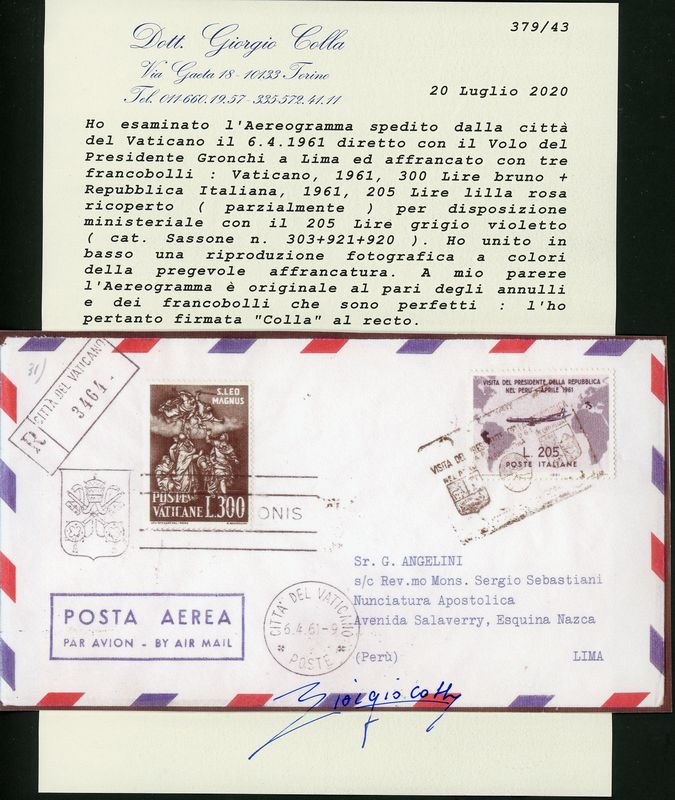 379/43
Dott. Giorgio Colla
Via Gaeta 18 - 10133 Torino
Tel. 011-660.19.57 - 335-572.41.11
20 Luglio 2020
Ho esaminato l'Aereogramma spedito dalla città
del Vaticano il 6.4.1961 diretto con il Volo del
Presidente Gronchi a Lima ed affrancato con tre
francobolli : Vaticano, 1961, 300 Lire bruno +
Repubblica Italiana, 1961, 205 Lire lilla rosa
ricoperto ( parzialmente ) per disposizione
ministeriale con il 205 Lire grigio violetto
( cat. Sassone n. 303+921+920 ). Ho unito in
basso una riproduzione fotografica a colori
della pregevole affrancatura. A mio parere
l'Aereogramma è originale al pari degli annulli
e dei francobolli che sono perfetti : l'ho
pertanto firmata "Colla" al recto.
31)
R
CITTÀ DEL VATICANO
3464.
S.LEO
MAGNUS
POSTE
VATICANE L.300
ONIS
VISITA DEL PRESIDENTE DELLA REPUBBLICA
NEL PERU' - APRILE 1961
L. 205
POSTE ITALIANE
VISITA DEL
Sr. G. ANGELINI
s/c Rev.mo Mons. Sergio Sebastiani
Nunciatura Apostolica
Avenida Salaverry, Esquina Nazca
(Perù) LIMA
POSTA AEREA
PAR AVION - BY AIR MAIL
CITTA' DEL VATICANO
6.4.61-9
POSTE
Giorgio Colla